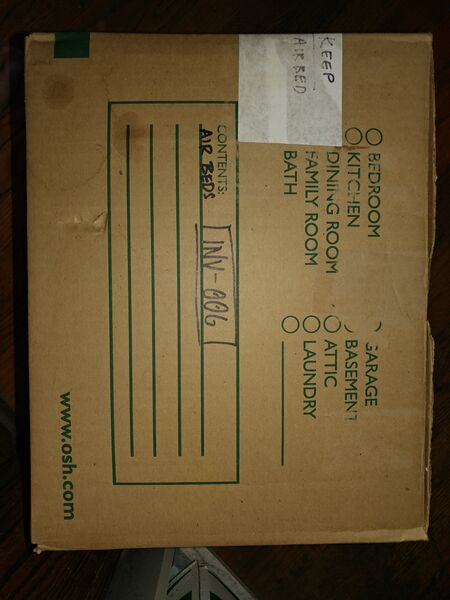 KEEP
AIR BED
BEDROOM
KITCHEN
DINING ROOM
FAMILY ROOM
BATH
GARAGE
BASEMENT
ATTIC
LAUNDRY
CONTENTS:
AIR BEDS
INV-006
www.osh.com